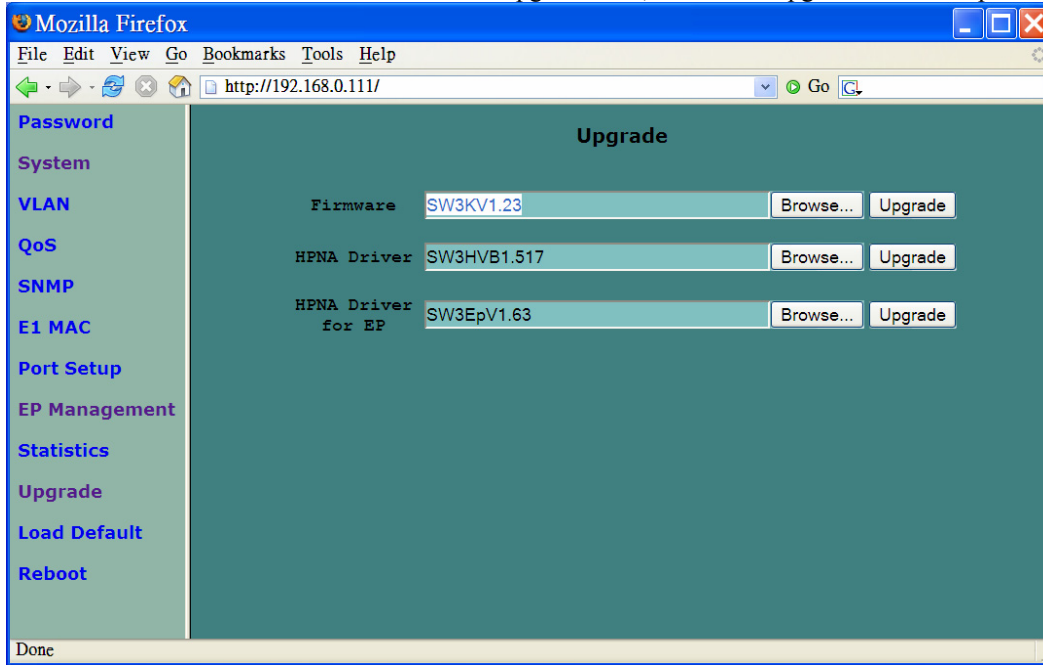 Mozilla Firefox
File Edit View Go Bookmarks Tools Help
http://192.168.0.111/ Go G
Password
System
VLAN
QoS
SNMP
E1 MAC
Port Setup
EP Management
Statistics
Upgrade
Load Default
Reboot
Upgrade
Firmware SW3KV1.23 Browse... Upgrade
HPNA Driver SW3HVB1.517 Browse... Upgrade
HPNA Driver
for EP SW3EpV1.63 Browse... Upgrade
Done